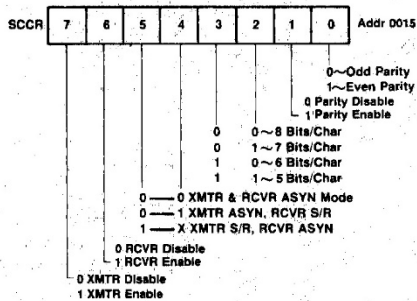 SCCR 7 6 5 4 3 2 1 0 Addr 0015
0~Odd Parity
1~Even Parity
0 Parity Disable
1 Parity Enable
0 0~8 Bits/Char
0 1~7 Bits/Char
1 0~6 Bits/Char
1 1~5 Bits/Char
0 — 0 XMTR & RCVR ASYN Mode
0 — 1 XMTR ASYN, RCVR S/R
1 — X XMTR S/R, RCVR ASYN
0 RCVR Disable
1 RCVR Enable
0 XMTR Disable
1 XMTR Enable